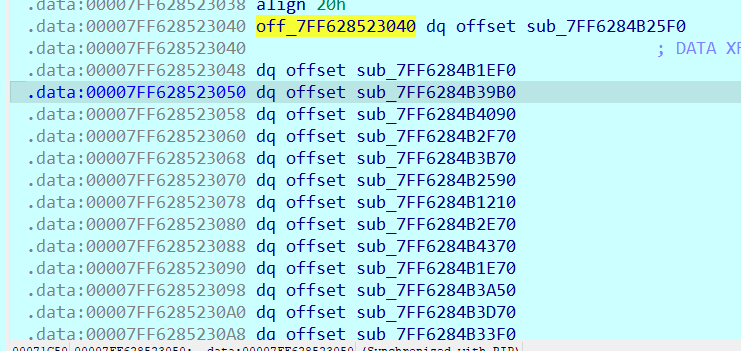 .data:00007FF628523038 align 20h
.data:00007FF628523040 off_7FF628523040 dq offset sub_7FF6284B25F0
.data:00007FF628523040 ; DATA XF
.data:00007FF628523048 dq offset sub_7FF6284B1EF0
.data:00007FF628523050 dq offset sub_7FF6284B39B0
.data:00007FF628523058 dq offset sub_7FF6284B4090
.data:00007FF628523060 dq offset sub_7FF6284B2F70
.data:00007FF628523068 dq offset sub_7FF6284B3B70
.data:00007FF628523070 dq offset sub_7FF6284B2590
.data:00007FF628523078 dq offset sub_7FF6284B1210
.data:00007FF628523080 dq offset sub_7FF6284B2E70
.data:00007FF628523088 dq offset sub_7FF6284B4370
.data:00007FF628523090 dq offset sub_7FF6284B1E70
.data:00007FF628523098 dq offset sub_7FF6284B3A50
.data:00007FF6285230A0 dq offset sub_7FF6284B3D70
.data:00007FF6285230A8 dq offset sub_7FF6284B33F0
00007FF628523050: .data:00007FF628523050 (Synchronized with RIP)